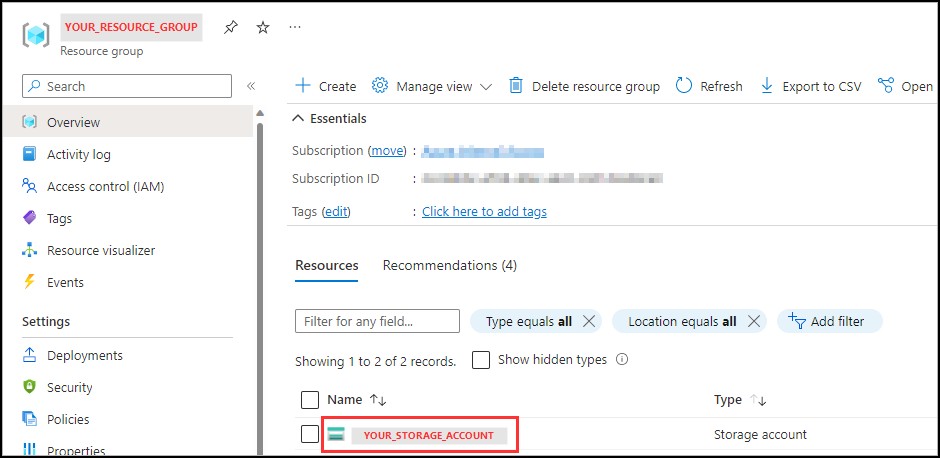 YOUR_RESOURCE_GROUP
Resource group
Search
Overview
Activity log
Access control (IAM)
Tags
Resource visualizer
Events
Settings
Deployments
Security
Policies
Properties
Create Manage view Delete resource group Refresh Export to CSV Open
Essentials
Subscription (move) :
Subscription ID :
Tags (edit) : Click here to add tags
Resources Recommendations (4)
Filter for any field... Type equals all Location equals all Add filter
Showing 1 to 2 of 2 records. Show hidden types
Name Type
YOUR_STORAGE_ACCOUNT Storage account